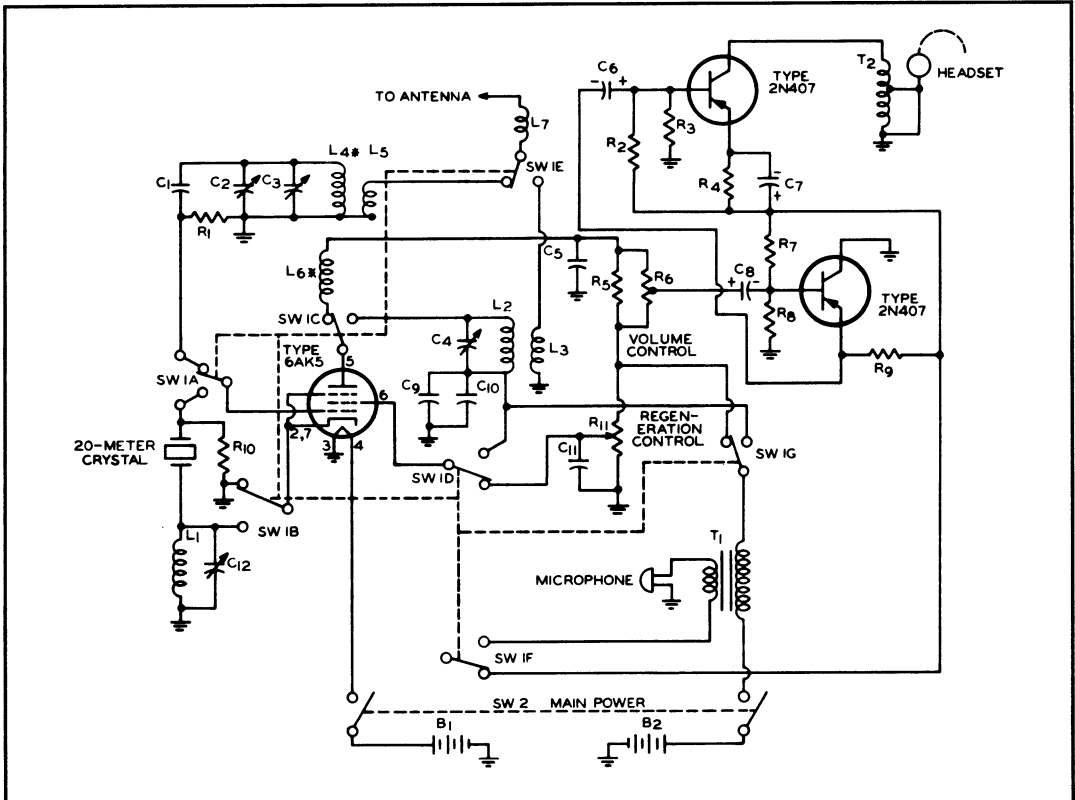 C6
- +
TYPE
2N407
T2
HEADSET
TO ANTENNA
L7
R3
R2
L4* L5
SW 1E
C1
C2
C3
R4
-
C7
+
R1
R7
C5
L6*
R5
R6
C8
+ -
TYPE
2N407
L2
SW 1C
R8
C4
L3
VOLUME
CONTROL
TYPE
6AK5
5
R9
SW 1A
C9
C10
6
REGEN-
ERATION
CONTROL
R11
2,7
20-METER
CRYSTAL
R10
3 4
C11
SW 1G
SW 1D
SW 1B
L1
C12
T1
MICROPHONE
SW 1F
SW 2 MAIN POWER
B1
B2